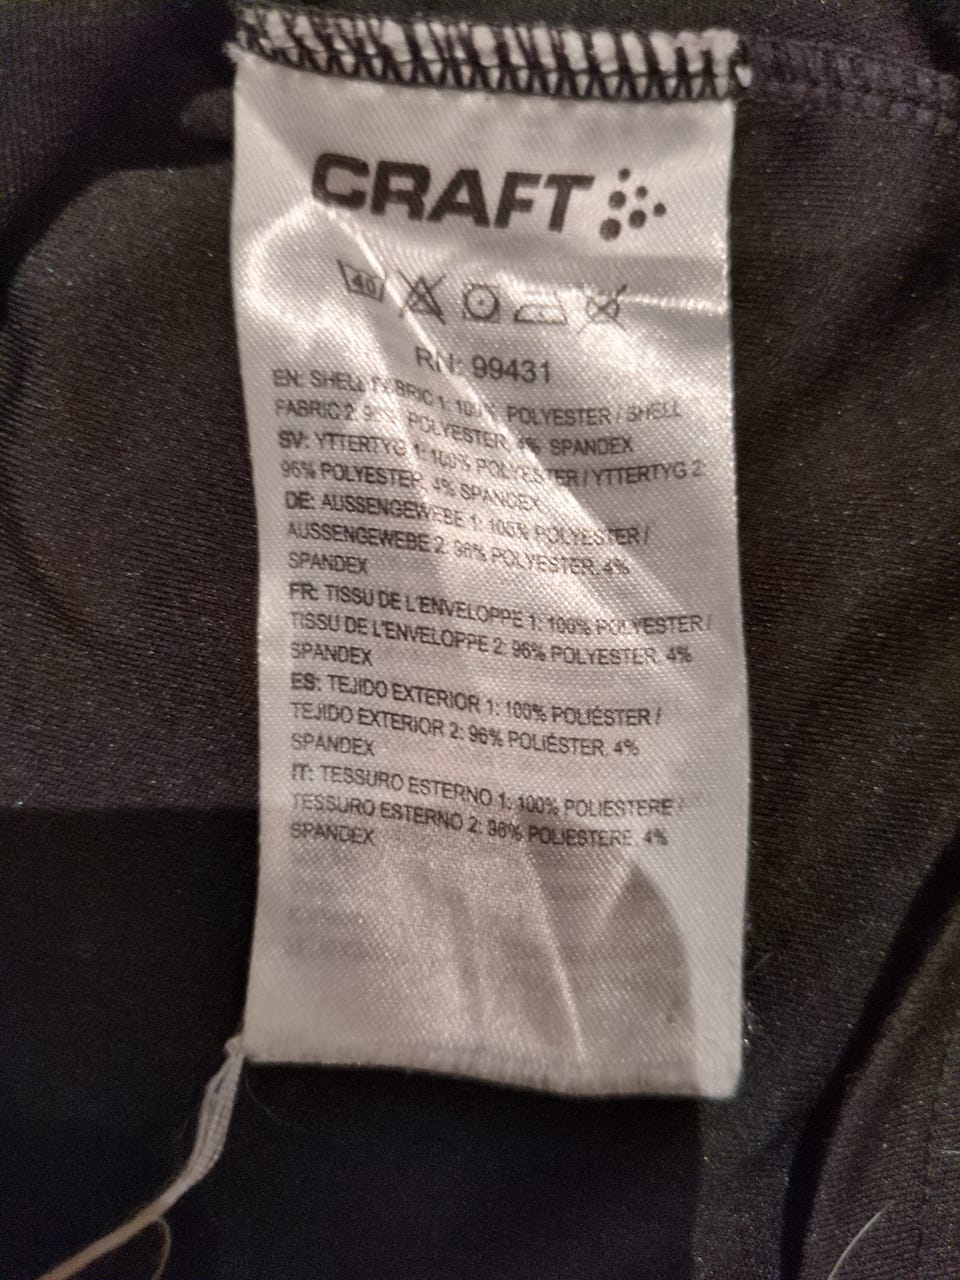 CRAFT
40
RN: 99431
EN: SHELL FABRIC 1: 100% POLYESTER / SHELL
FABRIC 2: 96% POLYESTER, 4% SPANDEX
SV: YTTERTYG 1: 100% POLYESTER / YTTERTYG 2:
96% POLYESTER, 4% SPANDEX
DE: AUSSENGEWEBE 1: 100% POLYESTER /
AUSSENGEWEBE 2: 96% POLYESTER, 4%
SPANDEX
FR: TISSU DE L'ENVELOPPE 1: 100% POLYESTER /
TISSU DE L'ENVELOPPE 2: 96% POLYESTER, 4%
SPANDEX
ES: TEJIDO EXTERIOR 1: 100% POLIÉSTER /
TEJIDO EXTERIOR 2: 96% POLIÉSTER, 4%
SPANDEX
IT: TESSURO ESTERNO 1: 100% POLIESTERE /
TESSURO ESTERNO 2: 96% POLIESTERE, 4%
SPANDEX